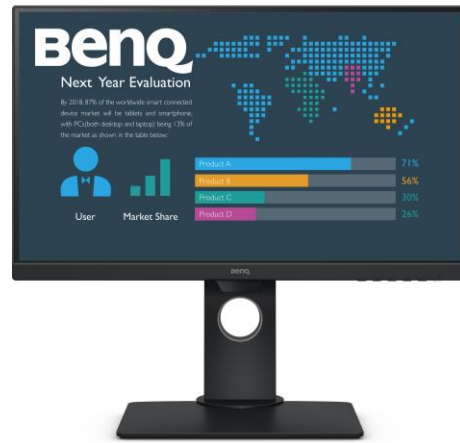 BenQ
Next Year Evaluation
By 2018, 87% of the worldwide smart connected
device market will be tablets and smartphone,
with PCs(both desktop and laptop) being 13% of
the market as shown in the table below:
Product A 71%
Product B 56%
Product C 30%
Product D 26%
User Market Share
BenQ